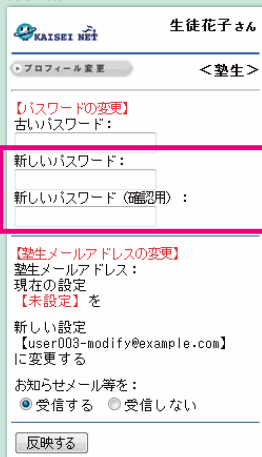 KAISEI NET
生徒花子さん
プロフィール変更
＜塾生＞
【パスワードの変更】
古いパスワード：
新しいパスワード：
新しいパスワード（確認用）：
【塾生メールアドレスの変更】
塾生メールアドレス：
現在の設定
【未設定】を
新しい設定
【user003-modify@example.com】
に変更する
お知らせメール等を：
受信する 受信しない
反映する